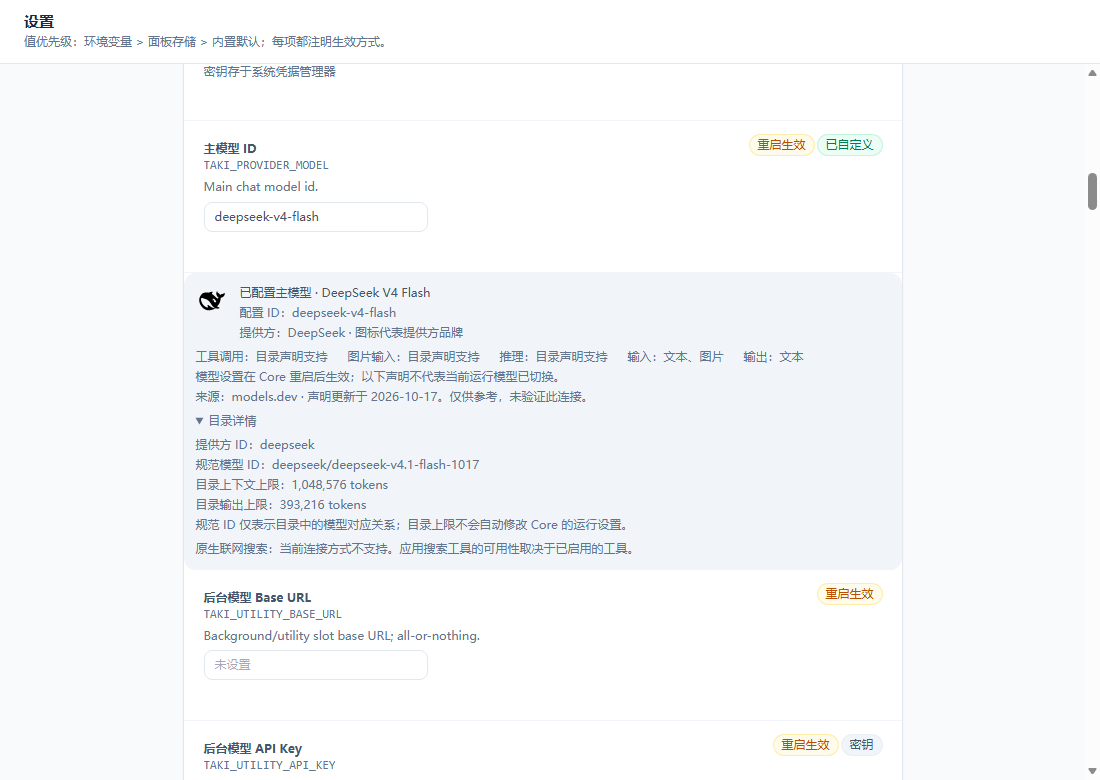 设置
值优先级：环境变量 > 面板存储 > 内置默认；每项都注明生效方式。
密钥存于系统凭据管理器
主模型 ID
重启生效
已自定义
TAKI_PROVIDER_MODEL
Main chat model id.
deepseek-v4-flash
已配置主模型 · DeepSeek V4 Flash
配置 ID：deepseek-v4-flash
提供方：DeepSeek · 图标代表提供方品牌
工具调用：目录声明支持 图片输入：目录声明支持 推理：目录声明支持 输入：文本、图片 输出：文本
模型设置在 Core 重启后生效；以下声明不代表当前运行模型已切换。
来源：models.dev · 声明更新于 2026-10-17。仅供参考，未验证此连接。
▼ 目录详情
提供方 ID：deepseek
规范模型 ID：deepseek/deepseek-v4.1-flash-1017
目录上下文上限：1,048,576 tokens
目录输出上限：393,216 tokens
规范 ID 仅表示目录中的模型对应关系；目录上限不会自动修改 Core 的运行设置。
原生联网搜索：当前连接方式不支持。应用搜索工具的可用性取决于已启用的工具。
后台模型 Base URL
重启生效
TAKI_UTILITY_BASE_URL
Background/utility slot base URL; all-or-nothing.
未设置
后台模型 API Key
重启生效
密钥
TAKI_UTILITY_API_KEY